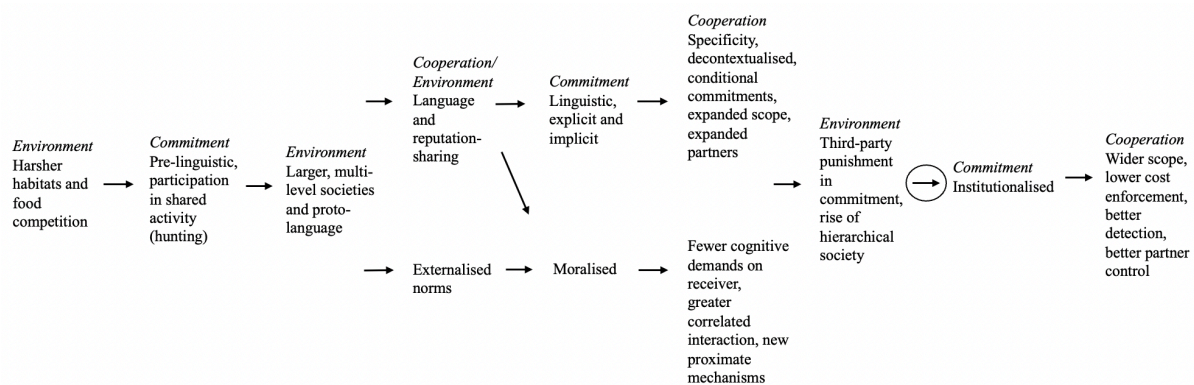 Environment
Harsher
habitats and
food
competition
Commitment
Pre-linguistic,
participation
in shared
activity
(hunting)
Environment
Larger, multi-
level societies
and proto-
language
Cooperation/
Environment
Language
and
reputation-
sharing
Commitment
Linguistic,
explicit and
implicit
Cooperation
Specificity,
decontextualised,
conditional
commitments,
expanded scope,
expanded
partners
Externalised
norms
Moralised
Fewer cognitive
demands on
receiver,
greater
correlated
interaction, new
proximate
mechanisms
Environment
Third-party
punishment
in
commitment,
rise of
hierarchical
society
Commitment
Institutionalised
Cooperation
Wider scope,
lower cost
enforcement,
better
detection,
better partner
control